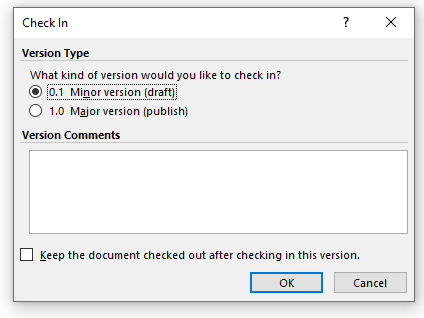 Check In
Version Type
What kind of version would you like to check in?
0.1 Minor version (draft)
1.0 Major version (publish)
Version Comments
Keep the document checked out after checking in this version.
OK Cancel